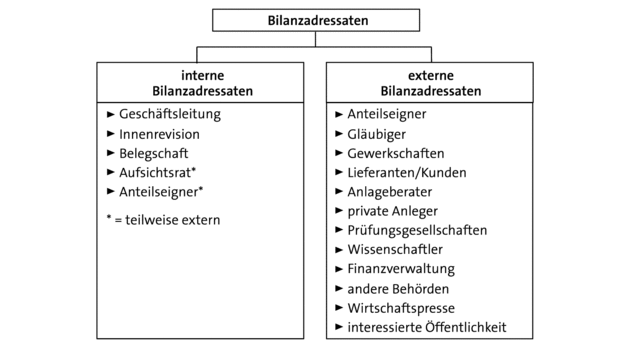 Bilanzadressaten
interne
Bilanzadressaten
► Geschäftsleitung
► Innenrevision
► Belegschaft
► Aufsichtsrat*
► Anteilseigner*
* = teilweise extern
externe
Bilanzadressaten
► Anteilseigner
► Gläubiger
► Gewerkschaften
► Lieferanten/Kunden
► Anlageberater
► private Anleger
► Prüfungsgesellschaften
► Wissenschaftler
► Finanzverwaltung
► andere Behörden
► Wirtschaftspresse
► interessierte Öffentlichkeit